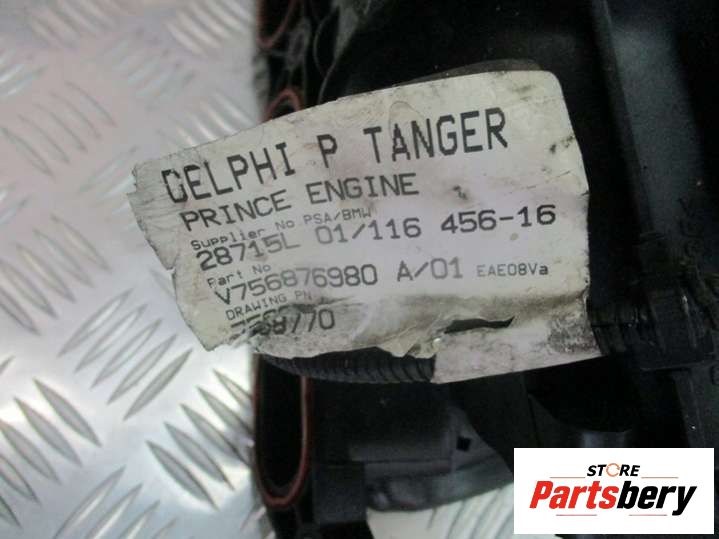 DELPHI P TANGER
PRINCE ENGINE
Supplier No PSA/BMW
28715L 01/116 456-16
Part No
V756876980 A/01 EAE08Va
DRAWING PN
STORE
Partsbery